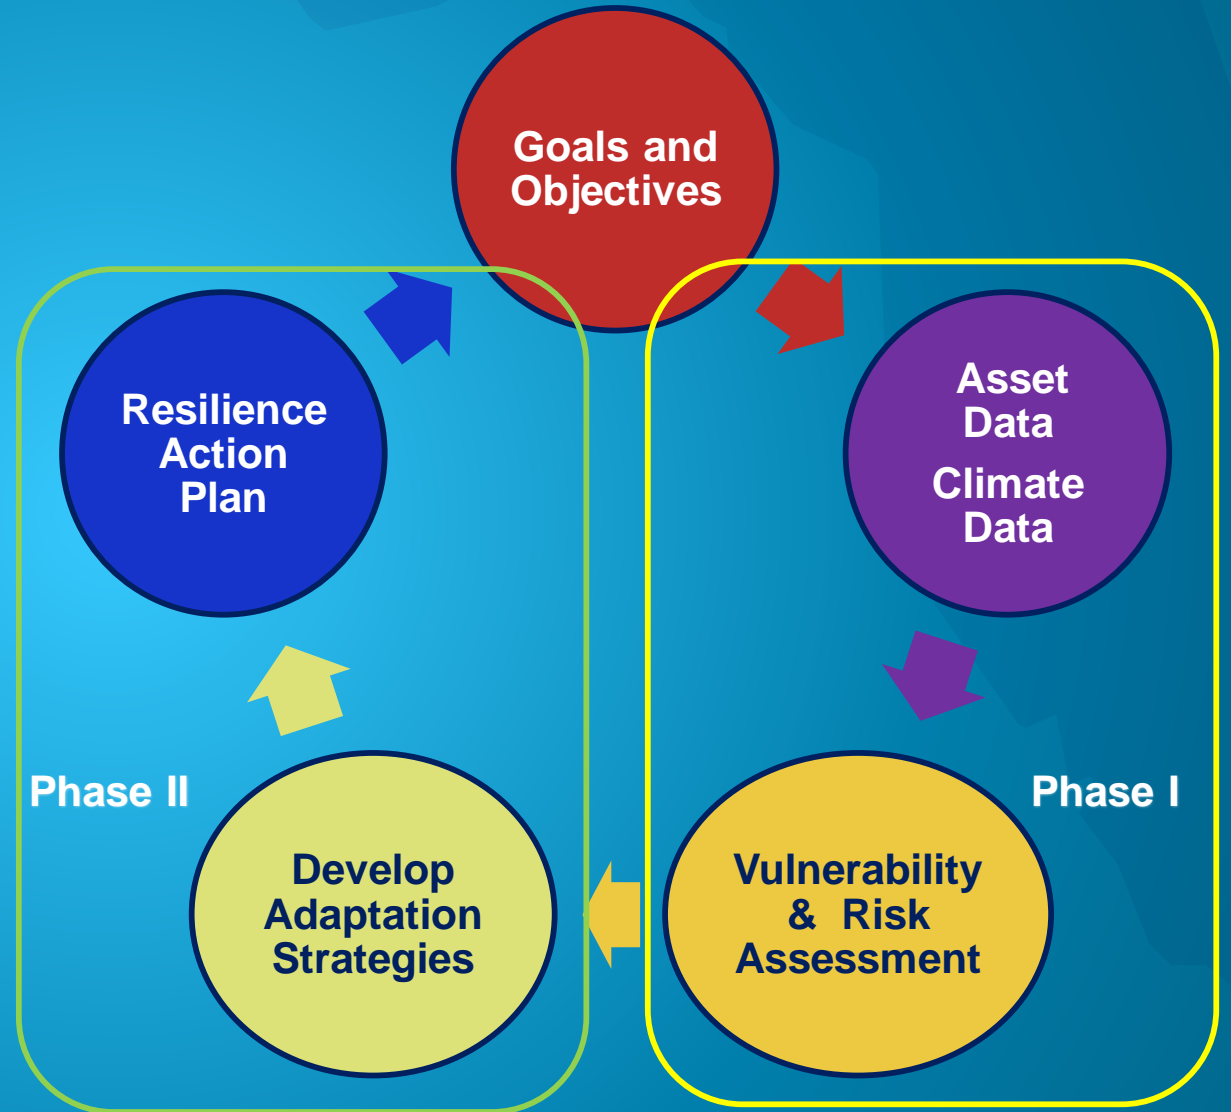 Goals and
Objectives
Asset
Data
Climate
Data
Resilience
Action
Plan
Phase II
Phase I
Develop
Adaptation
Strategies
Vulnerability
& Risk
Assessment